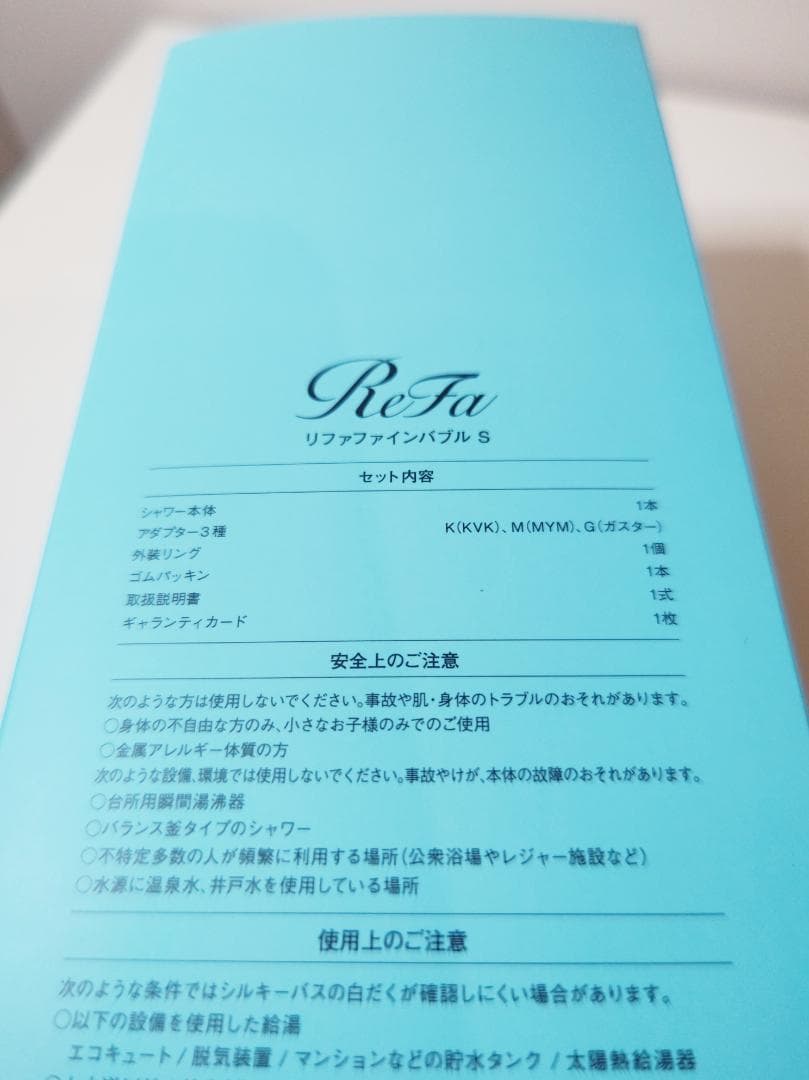 ReFa
リファファインバブル S
セット内容
シャワー本体 1本
アダプター3種 K(KVK)、M(MYM)、G(ガスター)
外装リング 1個
ゴムパッキン 1本
取扱説明書 1式
ギャランティカード 1枚
安全上のご注意
次のような方は使用しないでください。事故や肌・身体のトラブルのおそれがあります。
○身体の不自由な方のみ、小さなお子様のみでのご使用
○金属アレルギー体質の方
次のような設備、環境では使用しないでください。事故やけが、本体の故障のおそれがあります。
○台所用瞬間湯沸器
○バランス釜タイプのシャワー
○不特定多数の人が頻繁に利用する場所(公衆浴場やレジャー施設など)
○水源に温泉水、井戸水を使用している場所
使用上のご注意
次のような条件ではシルキーバスの白だくが確認しにくい場合があります。
○以下の設備を使用した給湯
エコキュート / 脱気装置 / マンションなどの貯水タンク / 太陽熱給湯器